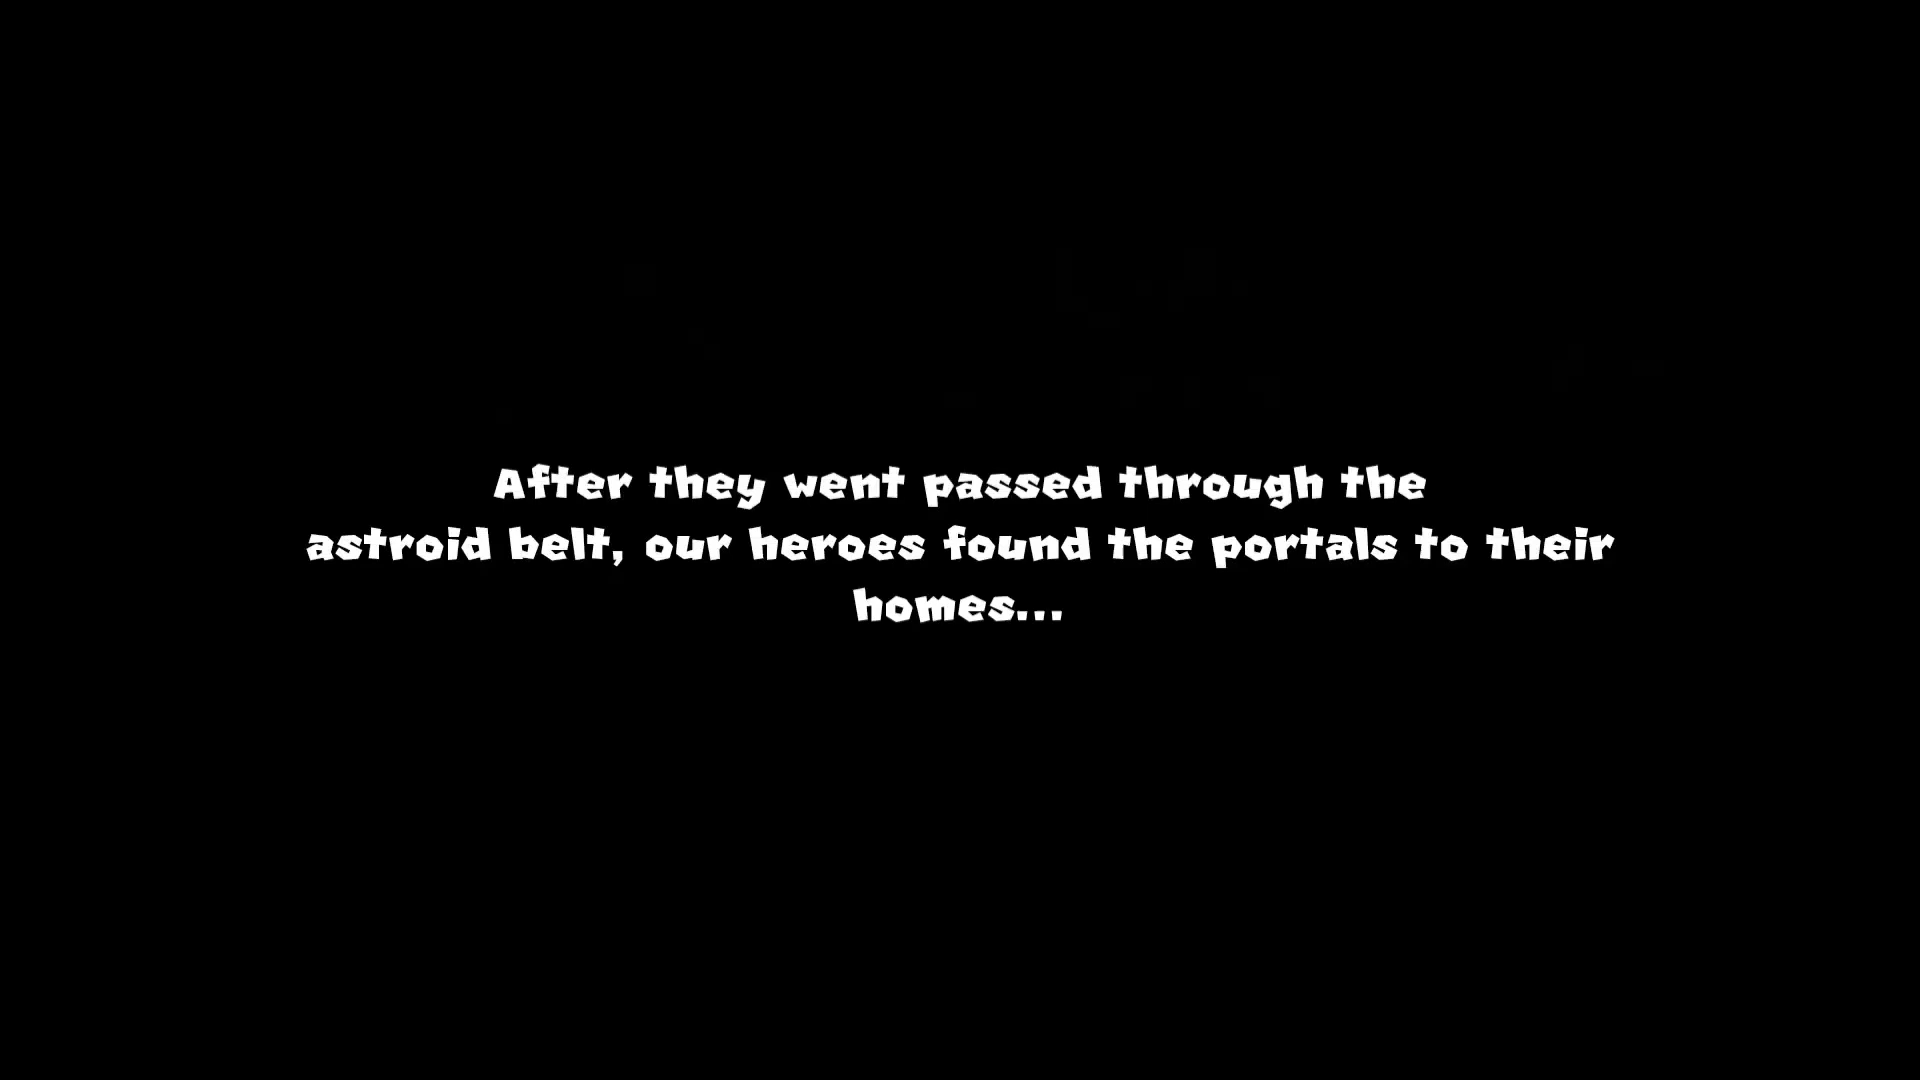 After they went passed through the
astroid belt, our heroes found the portals to their
homes...